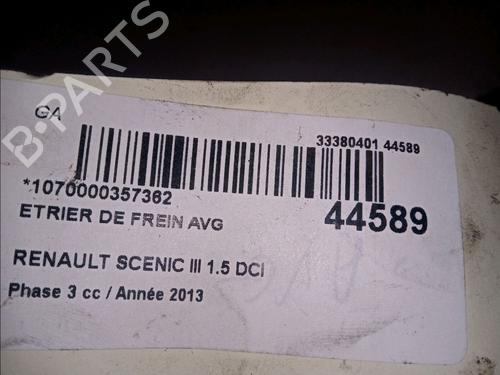 GA
33380401 44589
*1070000357362
ETRIER DE FREIN AVG
44589
RENAULT SCENIC III 1.5 DCI
Phase 3 cc / Année 2013
B-PARTS
AVG